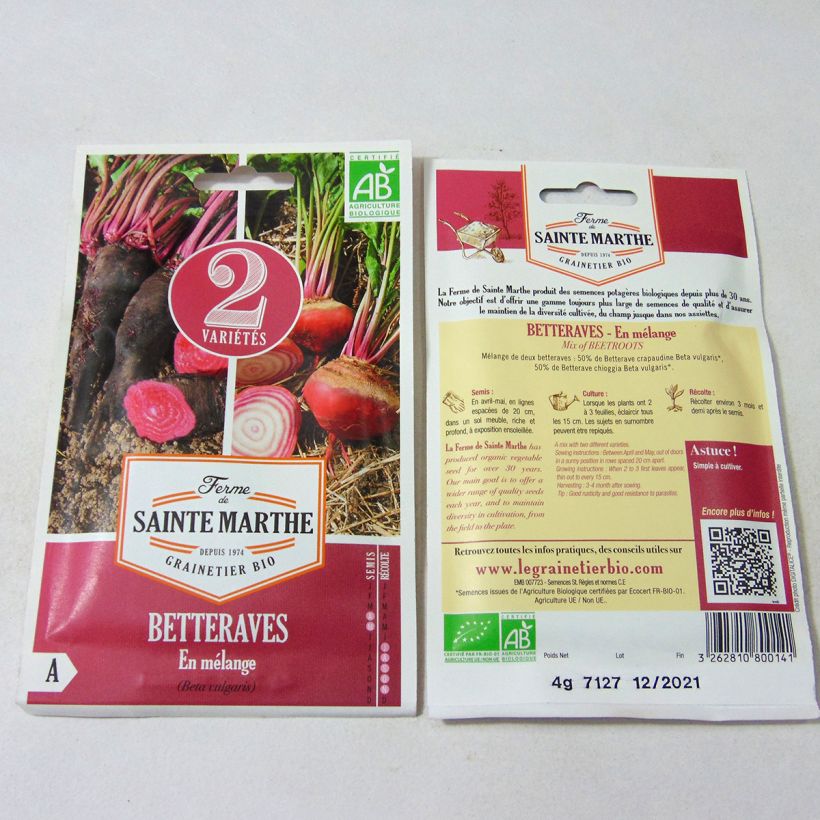 CERTIFIÉ
AB
AGRICULTURE
BIOLOGIQUE
2
VARIÉTÉS
Ferme
de
SAINTE MARTHE
DEPUIS 1974
GRAINETIER BIO
SEMIS
RÉCOLTE
J F M A M J J A S O N D
J F M A M J J A S O N D
BETTERAVES
En mélange
(Beta vulgaris)
A
Ferme
de
SAINTE MARTHE
DEPUIS 1974
GRAINETIER BIO
La Ferme de Sainte Marthe produit des semences potagères biologiques depuis plus de 30 ans.
Notre objectif est d'offrir une gamme toujours plus large de semences de qualité et d'assurer
le maintien de la diversité cultivée, du champ jusque dans nos assiettes.
BETTERAVES - En mélange
Mix of BEETROOTS
Mélange de deux betteraves : 50% de Betterave crapaudine Beta vulgaris*,
50% de Betterave chioggia Beta vulgaris*.
Semis :
En avril-mai, en lignes
espacées de 20 cm,
dans un soi meuble, riche et
profond, à exposition ensoleillée.
Culture :
Lorsque les plants ont 2
à 3 feuilles, éclaircir tous
les 15 cm. Les sujets en surnombre
peuvent être repiqués.
Récolte :
Récolter environ 3 mois et
demi après le semis.
La Ferme de Sainte Marthe has
produced organic vegetable
seed for over 30 years.
Our main goal is to offer a
wider range of quality seeds
each year, and to maintain
diversity in cultivation, from
the field to the plate.
A mix with two different varieties.
Sowing instructions : Between April and May, out of doors
in a sunny position in rows spaced 20 cm apart.
Growing instructions : When 2 to 3 first leaves appear,
thin out to every 15 cm.
Harvesting : 3-4 month after sowing.
Tip : Good rusticity and good resistance to parasites.
Astuce !
Simple à cultiver.
Encore plus d'infos !
Retrouvez toutes les infos pratiques, des conseils utiles sur
www.legrainetierbio.com
EMB 007723 - Semences St. Règles et normes C.E
*Semences issues de l'Agriculture Biologique certifiées par Ecocert FR-BIO-01.
Agriculture UE / Non UE..
CERTIFIÉ PAR FR-BIO-01
AGRICULTURE UE/NON UE
CERTIFIÉ
AB
AGRICULTURE
BIOLOGIQUE
Poids Net
Lot
Fin
4g 7127 12/2021
3 262810 800141